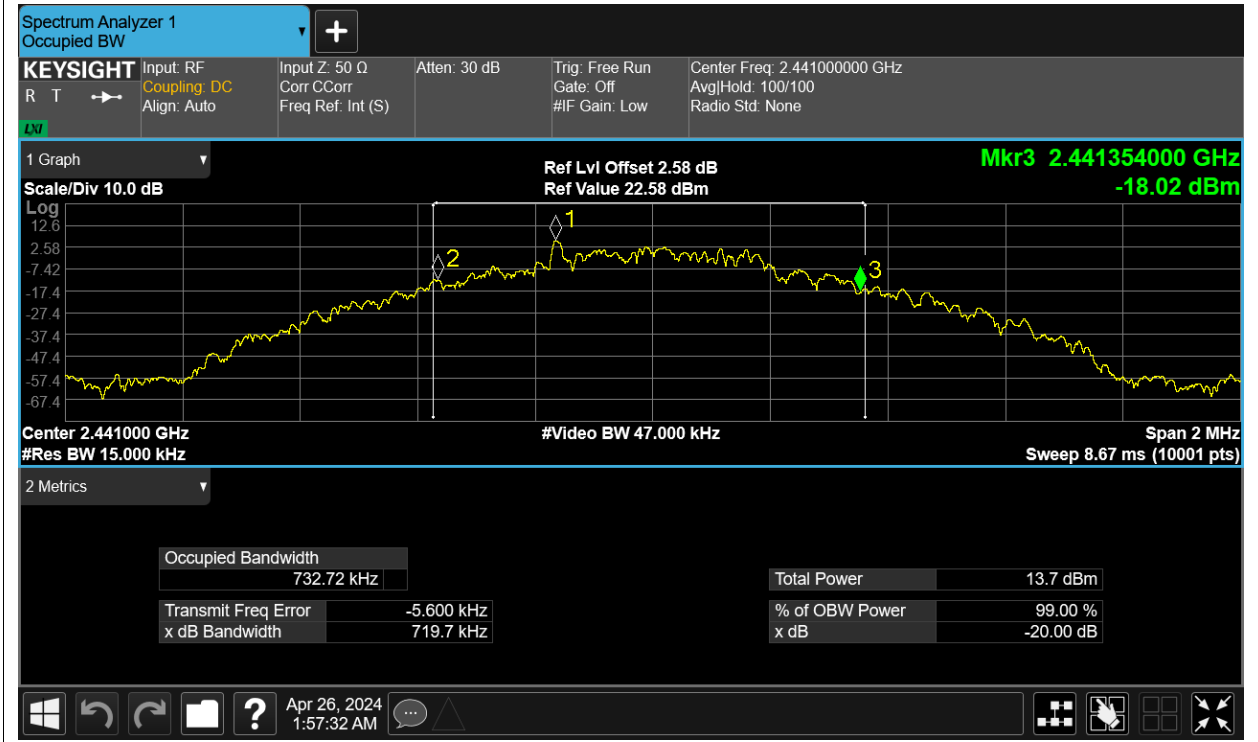 Spectrum Analyzer 1
Occupied BW
KEYSIGHT
R T
LXI
Input: RF
Coupling: DC
Align: Auto
Input Z: 50 Ω
Corr CCorr
Freq Ref: Int (S)
Atten: 30 dB
Trig: Free Run
Gate: Off
#IF Gain: Low
Center Freq: 2.441000000 GHz
Avg|Hold: 100/100
Radio Std: None
1 Graph
Scale/Div 10.0 dB
Ref Lvl Offset 2.58 dB
Ref Value 22.58 dBm
Mkr3 2.441354000 GHz
-18.02 dBm
Log
12.6
2.58
-7.42
-17.4
-27.4
-37.4
-47.4
-57.4
-67.4
1
2
3
Center 2.441000 GHz
#Video BW 47.000 kHz
Span 2 MHz
#Res BW 15.000 kHz
Sweep 8.67 ms (10001 pts)
2 Metrics
Occupied Bandwidth
732.72 kHz
Total Power 13.7 dBm
Transmit Freq Error -5.600 kHz
% of OBW Power 99.00 %
x dB Bandwidth 719.7 kHz
x dB -20.00 dB
?
Apr 26, 2024
1:57:32 AM